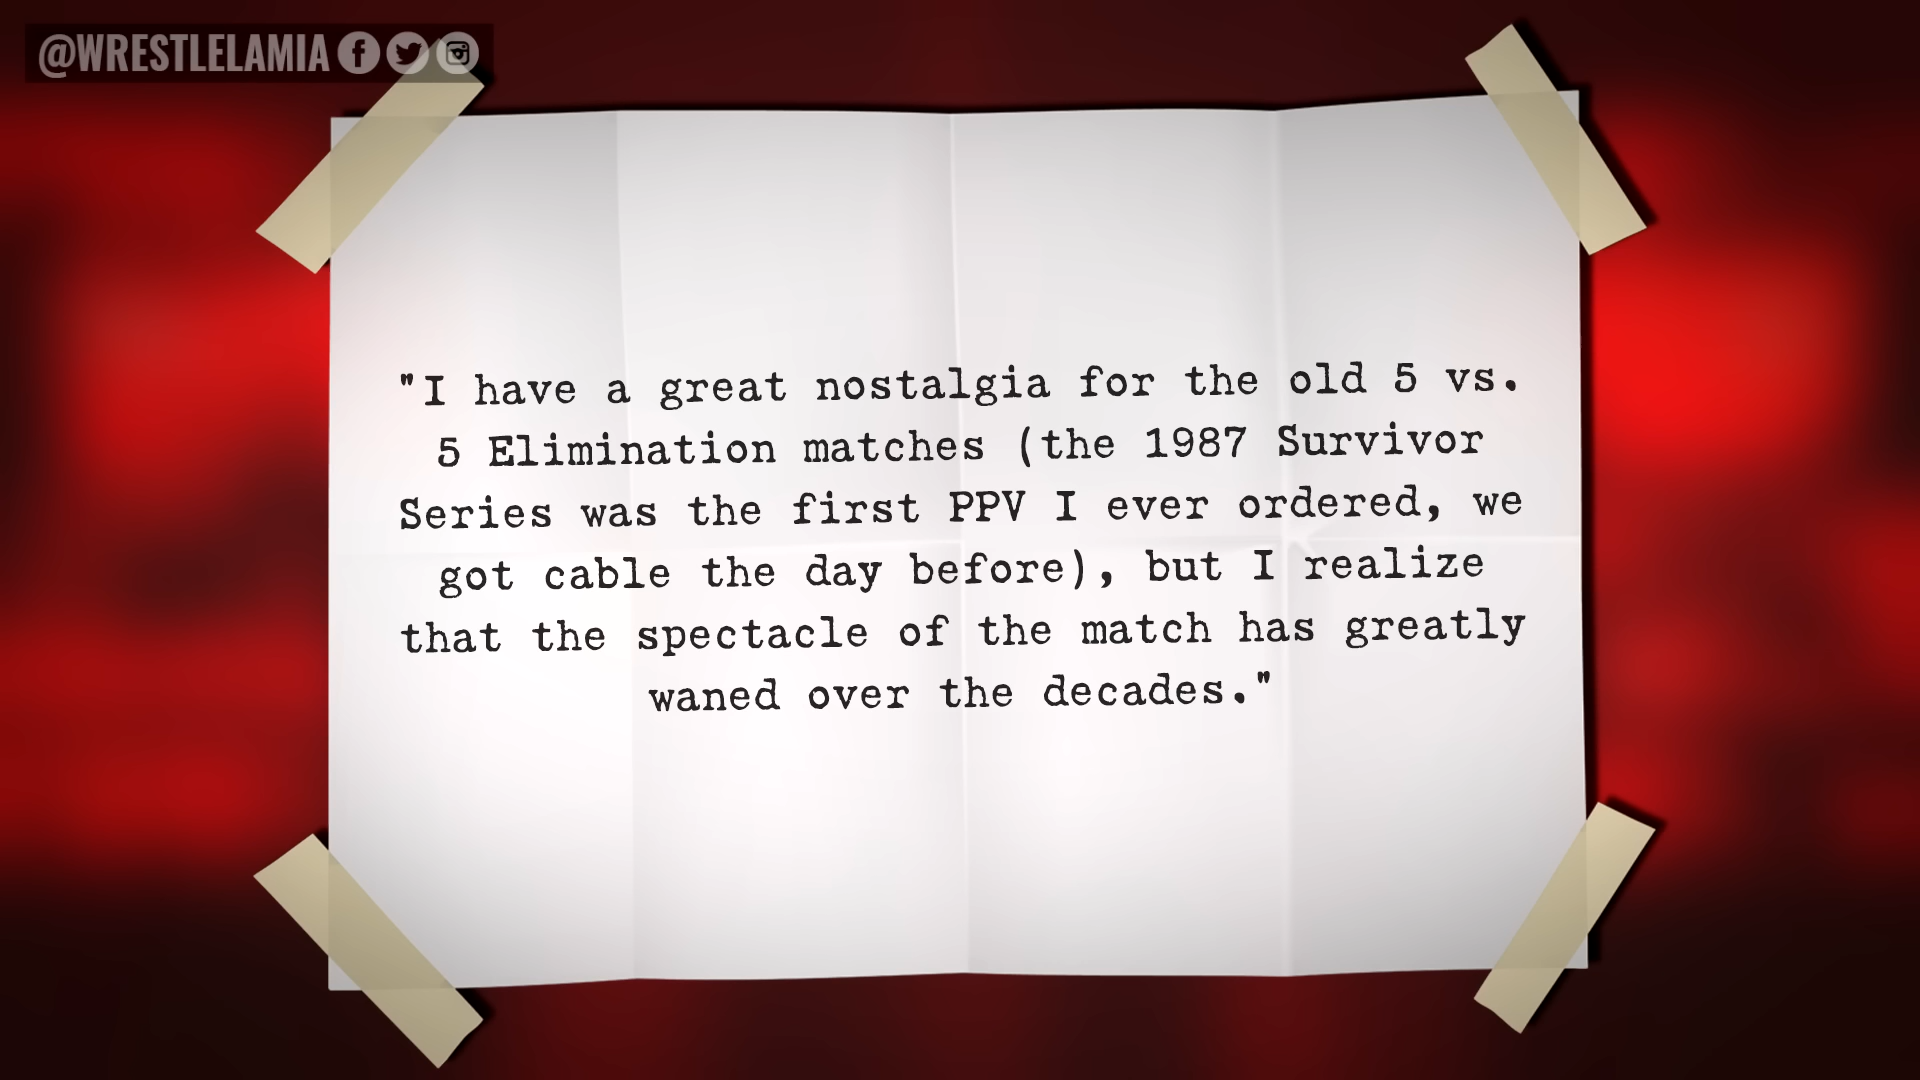 @WRESTLELAMIA
"I have a great nostalgia for the old 5 vs.
5 Elimination matches (the 1987 Survivor
Series was the first PPV I ever ordered, we
got cable the day before), but I realize
that the spectacle of the match has greatly
waned over the decades."